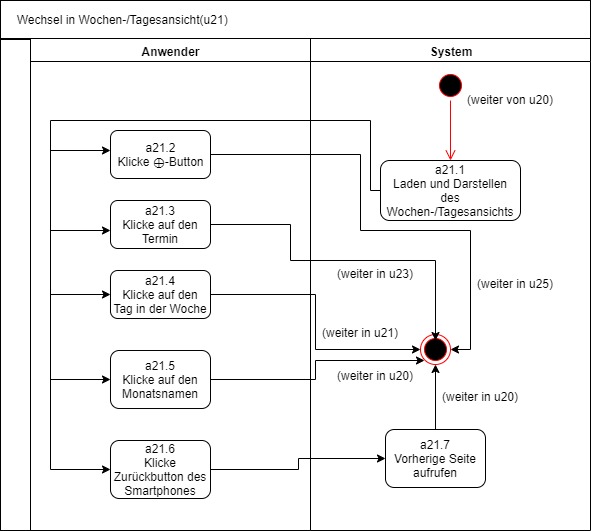 Wechsel in Wochen-/Tagesansicht(u21)
Anwender
System
(weiter von u20)
a21.1
Laden und Darstellen
des
Wochen-/Tagesansichts
a21.2
Klicke ⊕-Button
a21.3
Klicke auf den
Termin
(weiter in u23)
(weiter in u25)
a21.4
Klicke auf den
Tag in der Woche
(weiter in u21)
a21.5
Klicke auf den
Monatsnamen
(weiter in u20)
(weiter in u20)
a21.6
Klicke
Zurückbutton des
Smartphones
a21.7
Vorherige Seite
aufrufen